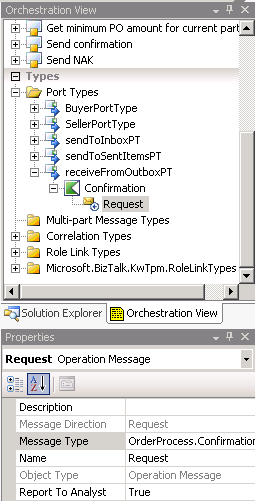 Orchestration View
Get minimum PO amount for current part
Send confirmation
Send NAK
Types
Port Types
BuyerPortType
SellerPortType
sendToInboxPT
sendToSentItemsPT
receiveFromOutboxPT
Confirmation
Request
Multi-part Message Types
Correlation Types
Role Link Types
Microsoft.BizTalk.KwTpm.RoleLinkTypes
Solution Explorer Orchestration View
Properties
Request Operation Message
Description
Message Direction Request
Message Type OrderProcess.Confirmation
Name Request
Object Type Operation Message
Report To Analyst True